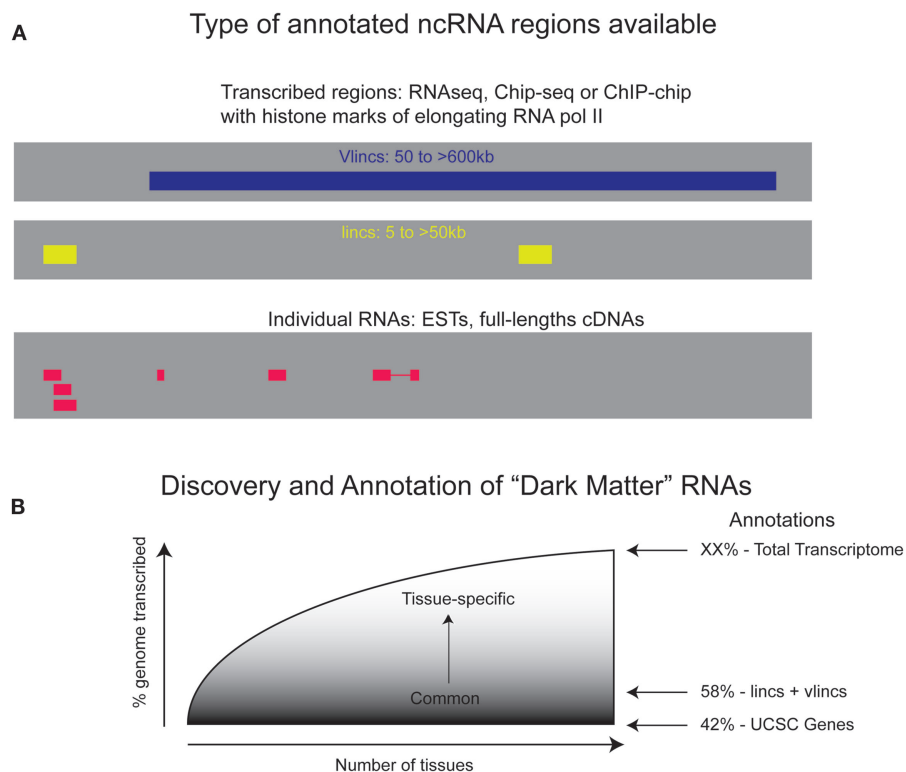 A
Type of annotated ncRNA regions available
Transcribed regions: RNAseq, Chip-seq or ChIP-chip
with histone marks of elongating RNA pol II
Vlincs: 50 to >600kb
lincs: 5 to >50kb
Individual RNAs: ESTs, full-lengths cDNAs
B
Discovery and Annotation of “Dark Matter” RNAs
Annotations
% genome transcribed
XX% - Total Transcriptome
Tissue-specific
Common
58% - lincs + vlincs
42% - UCSC Genes
Number of tissues